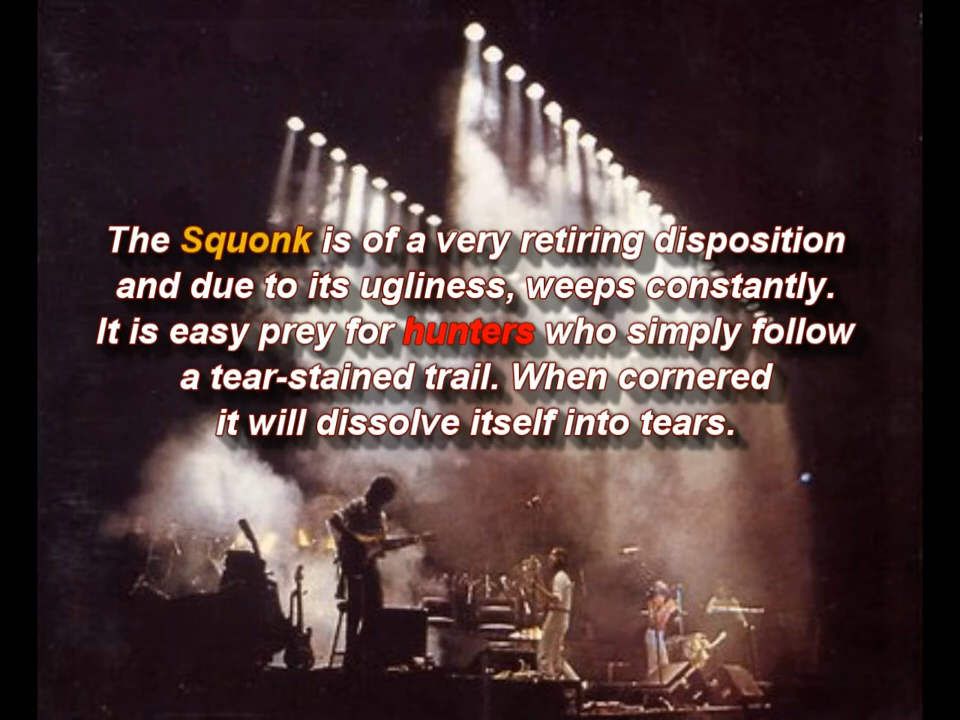 The Squonk is of a very retiring disposition
and due to its ugliness, weeps constantly.
It is easy prey for hunters who simply follow
a tear-stained trail. When cornered
it will dissolve itself into tears.